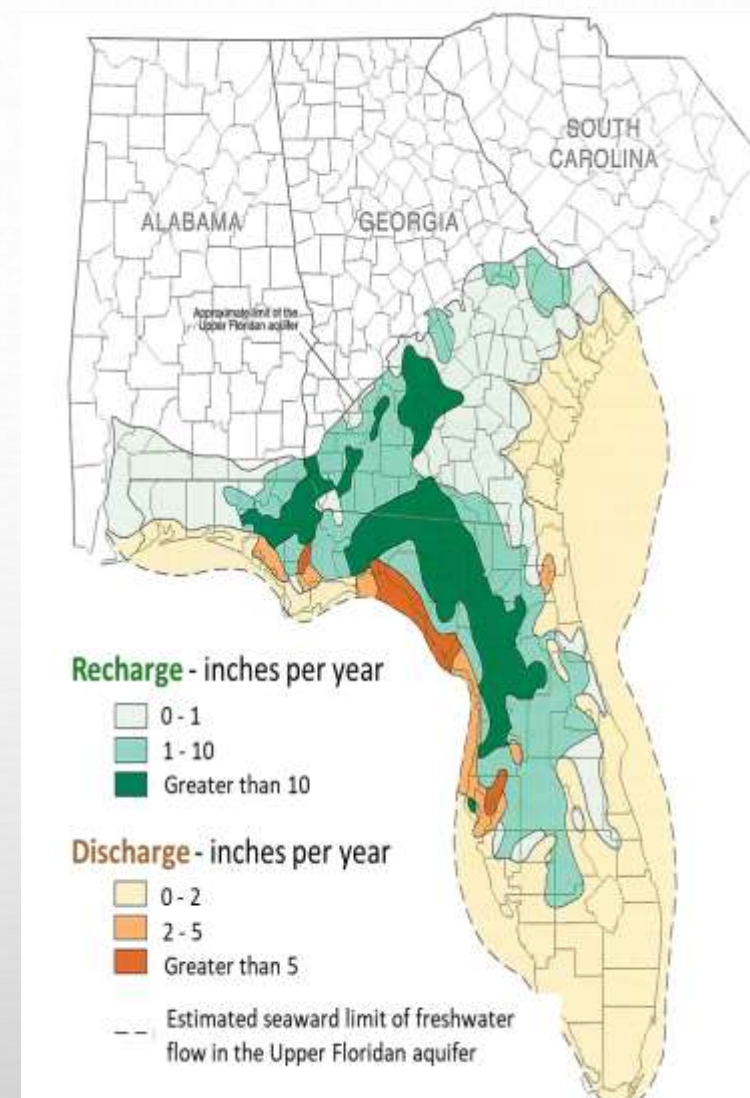 SOUTH
CAROLINA
ALABAMA
GEORGIA
Approximate limit of the
Upper Floridan aquifer
Recharge - inches per year
0 - 1
1 - 10
Greater than 10
Discharge - inches per year
0 - 2
2 - 5
Greater than 5
Estimated seaward limit of freshwater
flow in the Upper Floridan aquifer